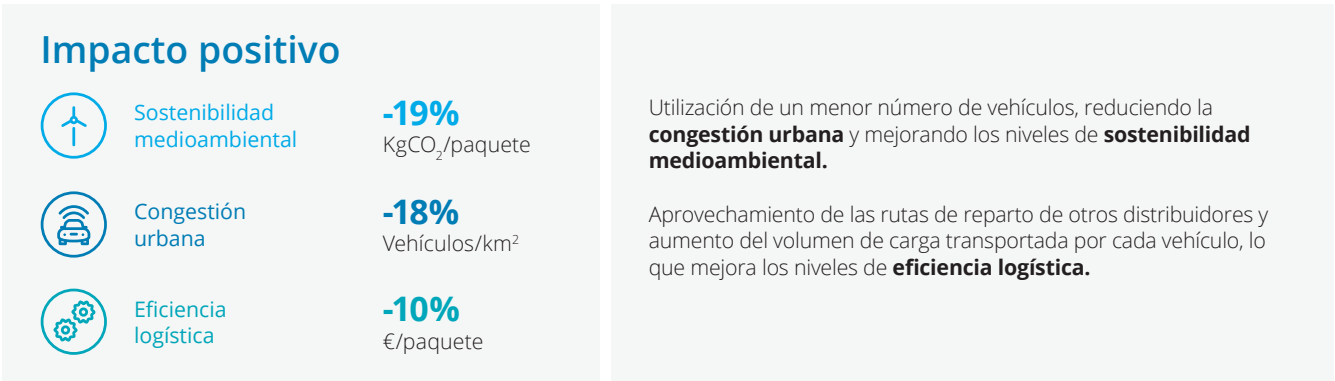 Impacto positivo
Sostenibilidad
medioambiental
-19%
KgCO₂/paquete
Congestión
urbana
-18%
Vehículos/km²
Eficiencia
logística
-10%
€/paquete
Utilización de un menor número de vehículos, reduciendo la
congestión urbana y mejorando los niveles de sostenibilidad
medioambiental.
Aprovechamiento de las rutas de reparto de otros distribuidores y
aumento del volumen de carga transportada por cada vehículo, lo
que mejora los niveles de eficiencia logística.